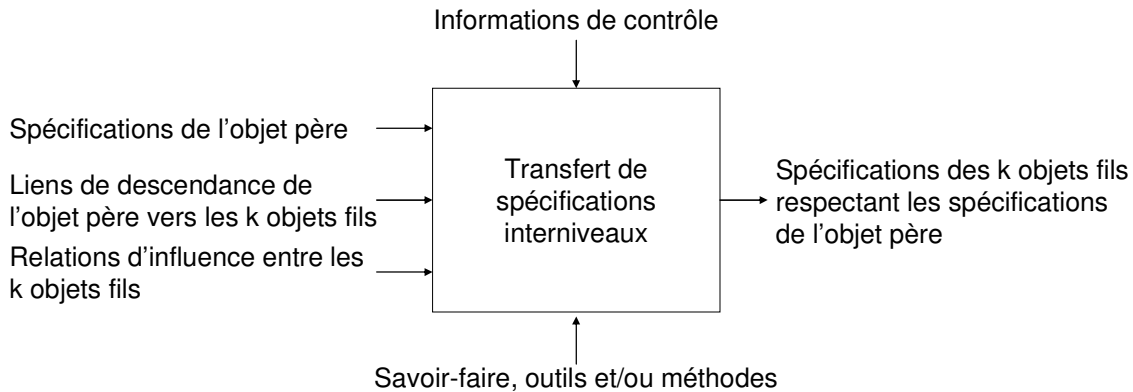 Informations de contrôle
Spécifications de l’objet père
Liens de descendance de
l’objet père vers les k objets fils
Relations d’influence entre les
k objets fils
Transfert de
spécifications
interniveaux
Spécifications des k objets fils
respectant les spécifications
de l’objet père
Savoir-faire, outils et/ou méthodes